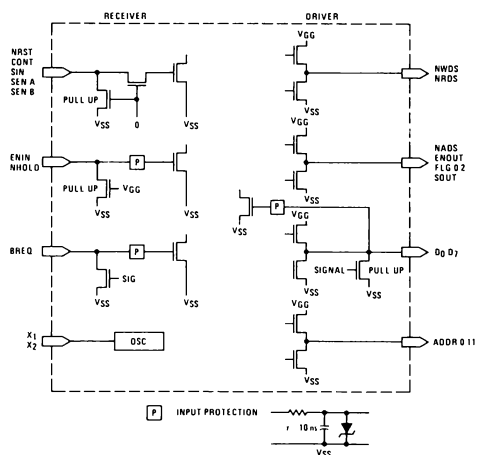 RECEIVER
DRIVER
NRST
CONT
SIN
SEN A
SEN B
PULL UP
VSS
0
VSS
VGG
VSS
NWDS
NRDS
ENIN
NHOLD
P
PULL UP
VGG
VSS
VSS
VGG
VSS
NADS
ENOUT
FLG 0 2
SOUT
P
VSS
VGG
BREQ
P
SIG
VSS
VSS
SIGNAL
PULL UP
VSS
VSS
D0 D7
X1
X2
OSC
VGG
VSS
ADDR 0 11
P
INPUT PROTECTION
r 10 ns
VSS